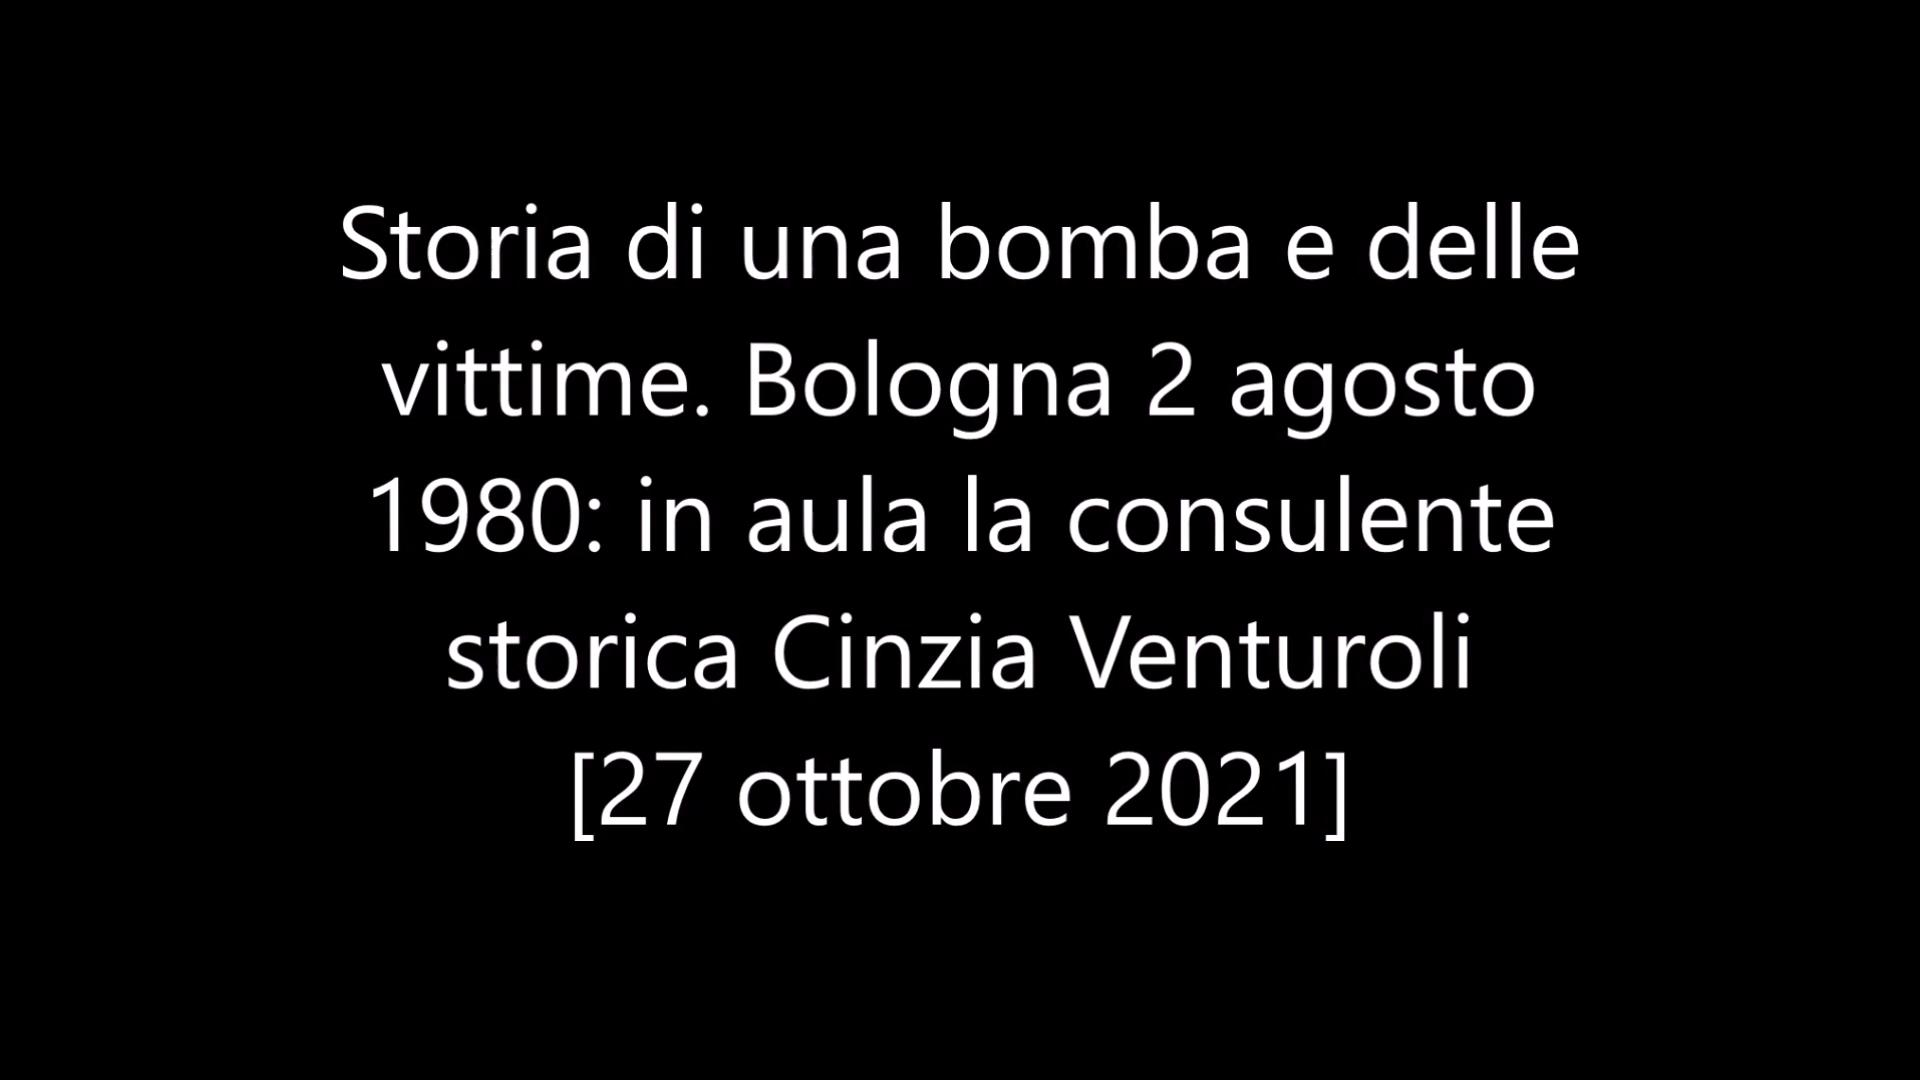 Storia di una bomba e delle
vittime. Bologna 2 agosto
1980: in aula la consulente
storica Cinzia Venturoli
[27 ottobre 2021]